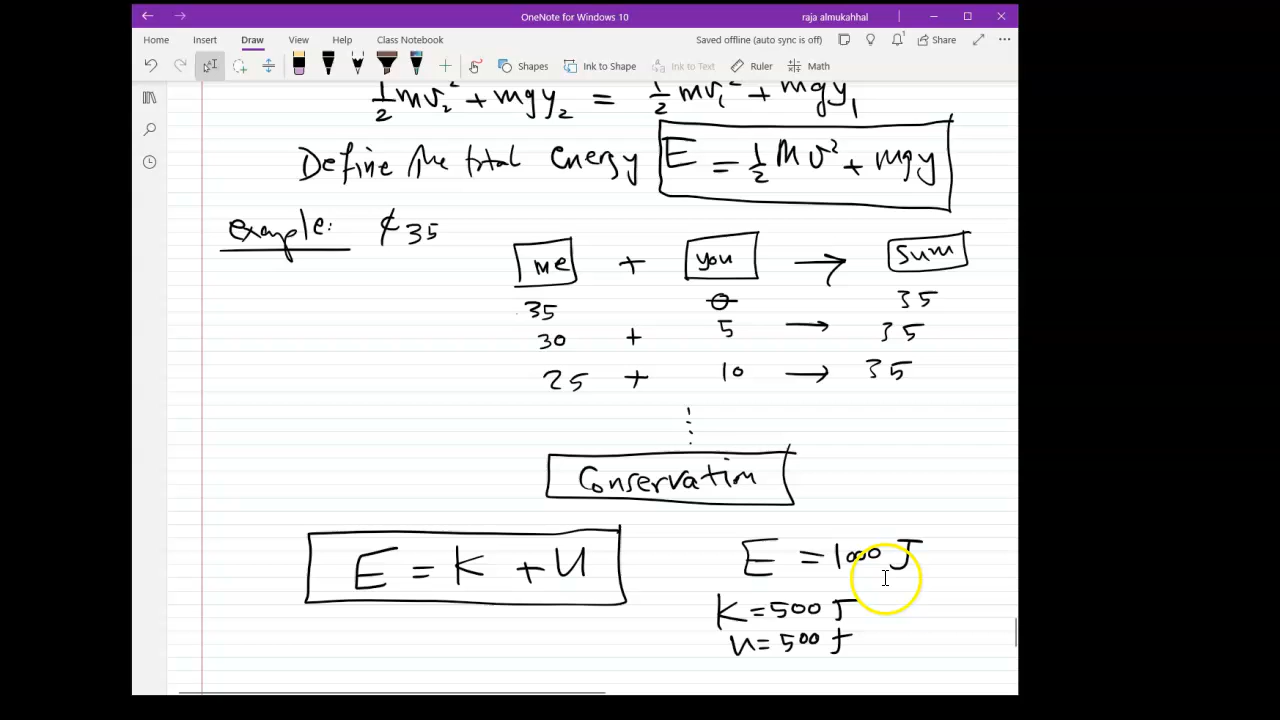 OneNote for Windows 10
raja almukahhal
Home Insert Draw View Help Class Notebook
Saved offline (auto sync is off) Share
Shapes Ink to Shape Ink to Text Ruler Math
1/2 mv₂² + mgy₂ = 1/2 mv₁² + mgy₁
Define the total energy E = 1/2 mv² + mgy
example: ¢35
me + you → sum
35 0 35
30 + 5 → 35
25 + 10 → 35
⋮
Conservation
E = K + U
E = 1000 J
K = 500 J
U = 500 J